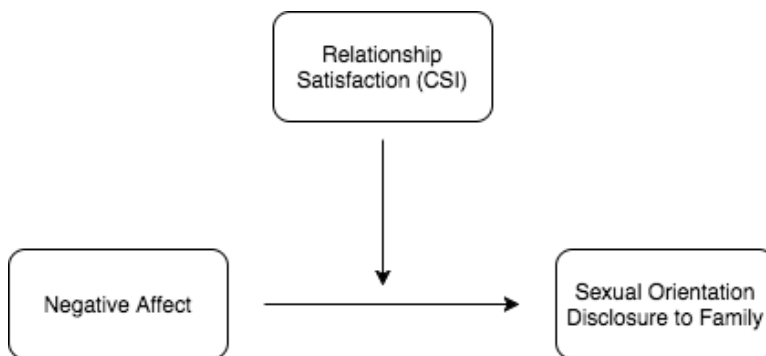 Relationship
Satisfaction (CSI)
Negative Affect
Sexual Orientation
Disclosure to Family